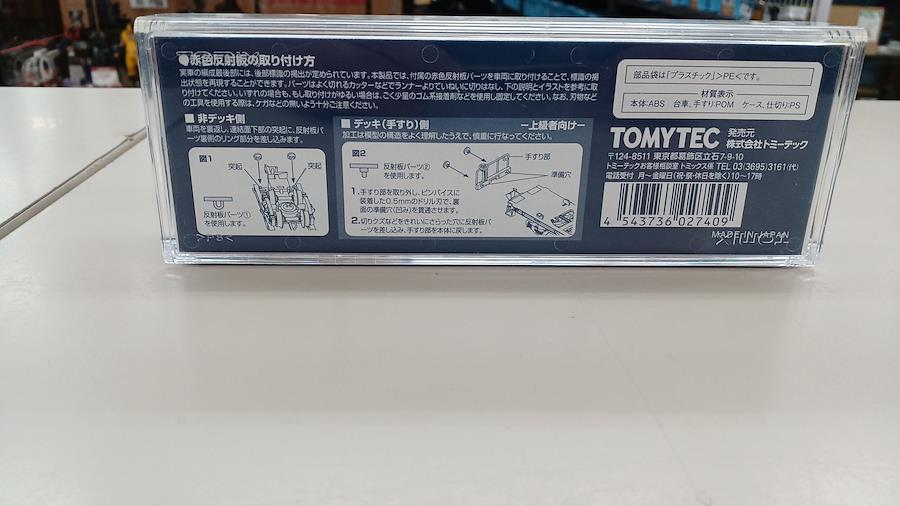 ●赤色反射板の取り付け方
実車の編成最後部には、後部標識の掲出が定められています。本製品では、付属の赤色反射板パーツを車両に取り付けることで、標識の掲
出状態を再現することができます。パーツはよく切れるカッターなどでランナーよりていねいに切りはなし、下の説明とイラストを参考に取
り付けてください。いずれの場合も、もし取り付けがゆるい場合は、ごく少量のゴム系接着剤などを使用し固定してください。なお、刃物など
の工具を使用する際は、ケガなどの無いよう十分ご注意ください。
■ 非デッキ側
車両を裏返し、連結面下部の突起に、反射板パ
ーツ裏側のリング部分を差し込みます。
図1
突起
突起
反射板パーツ①
を使用します。
■ デッキ(手すり)側 ー上級者向けー
加工は模型の構造をよく理解したうえで、慎重に行なってください。
図2
反射板パーツ②
を使用します。
手すり部
準備穴
1.手すり部を取り外し、ピンバイスに
装着した0.5mmのドリル刃で、裏
面の準備穴(凹み)を貫通させます。
2.切りクズなどをきれいにさらった穴に反射板パ
ーツを差し込み、手すり部を本体に戻します。
部品袋は「プラスチック」>PE<です。
材質表示
本体:ABS 台車、手すり:POM ケース、仕切り:PS
TOMYTEC 発売元
株式会社トミーテック
〒124-8511 東京都葛飾区立石7-9-10
トミーテックお客様相談室 トミックス係 TEL 03(3695)3161(代)
電話受付 月〜金曜日(祝・祭・休日を除く)10〜17時
4 543736 027409
MADE IN JAPAN
>PS<